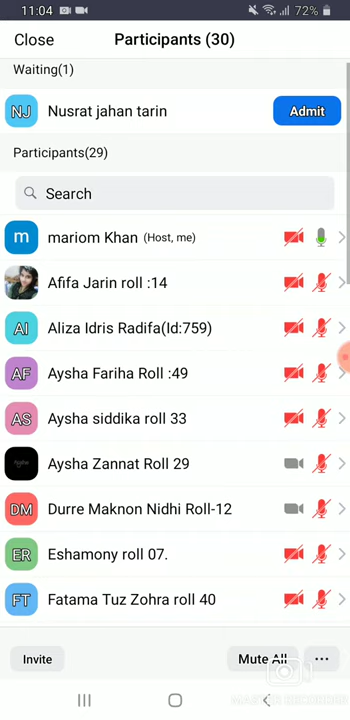 11:04 72%
Close Participants (30)
Waiting(1)
NJ Nusrat jahan tarin Admit
Participants(29)
Search
m mariom Khan (Host, me)
Afifa Jarin roll :14
AI Aliza Idris Radifa(Id:759)
AF Aysha Fariha Roll :49
AS Aysha siddika roll 33
Aysha Zannat Roll 29
DM Durre Maknon Nidhi Roll-12
ER Eshamony roll 07.
FT Fatama Tuz Zohra roll 40
Invite Mute All ...